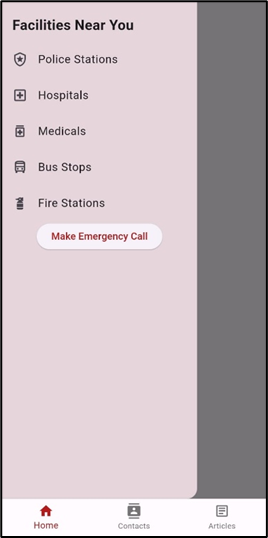 Facilities Near You
Police Stations
Hospitals
Medicals
Bus Stops
Fire Stations
Make Emergency Call
Home
Contacts
Articles